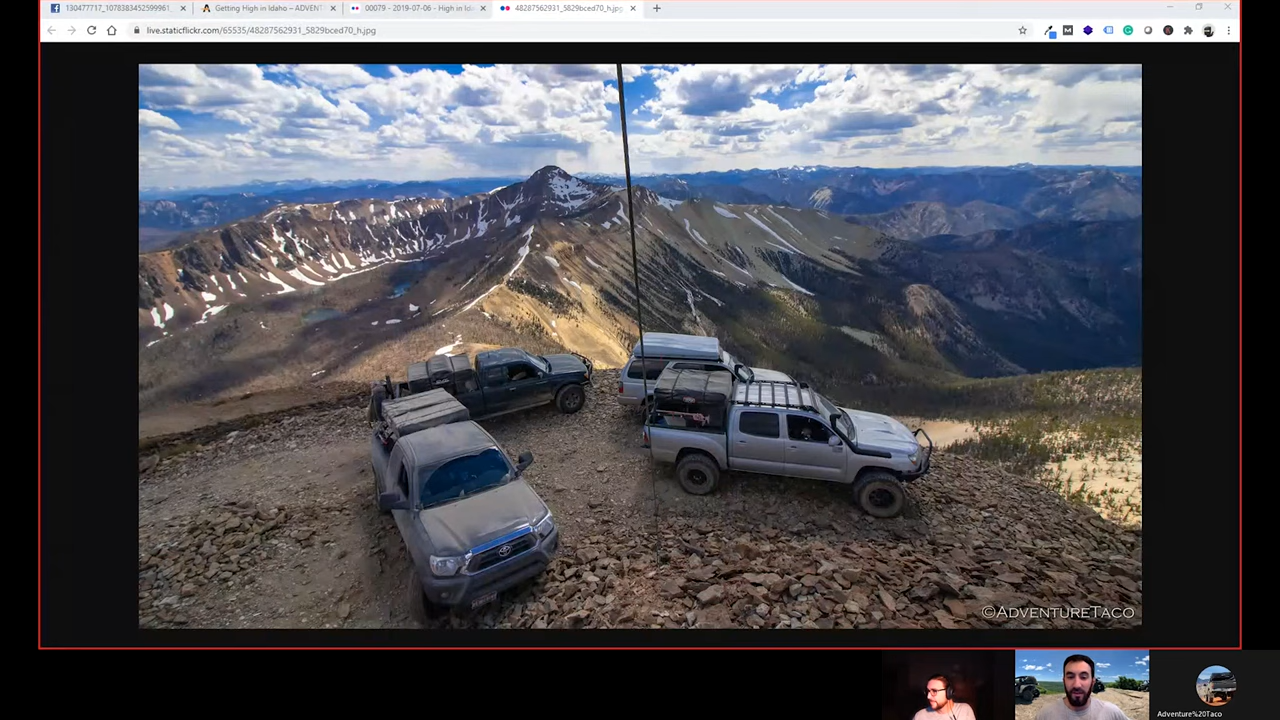 130477717_1078383452599961_
Getting High in Idaho – ADVENT
00079 - 2019-07-06 - High in Id
48287562931_5829bced70_h.jpg
live.staticflickr.com/65535/48287562931_5829bced70_h.jpg
©ADVENTURETACO
Adventure%20Taco